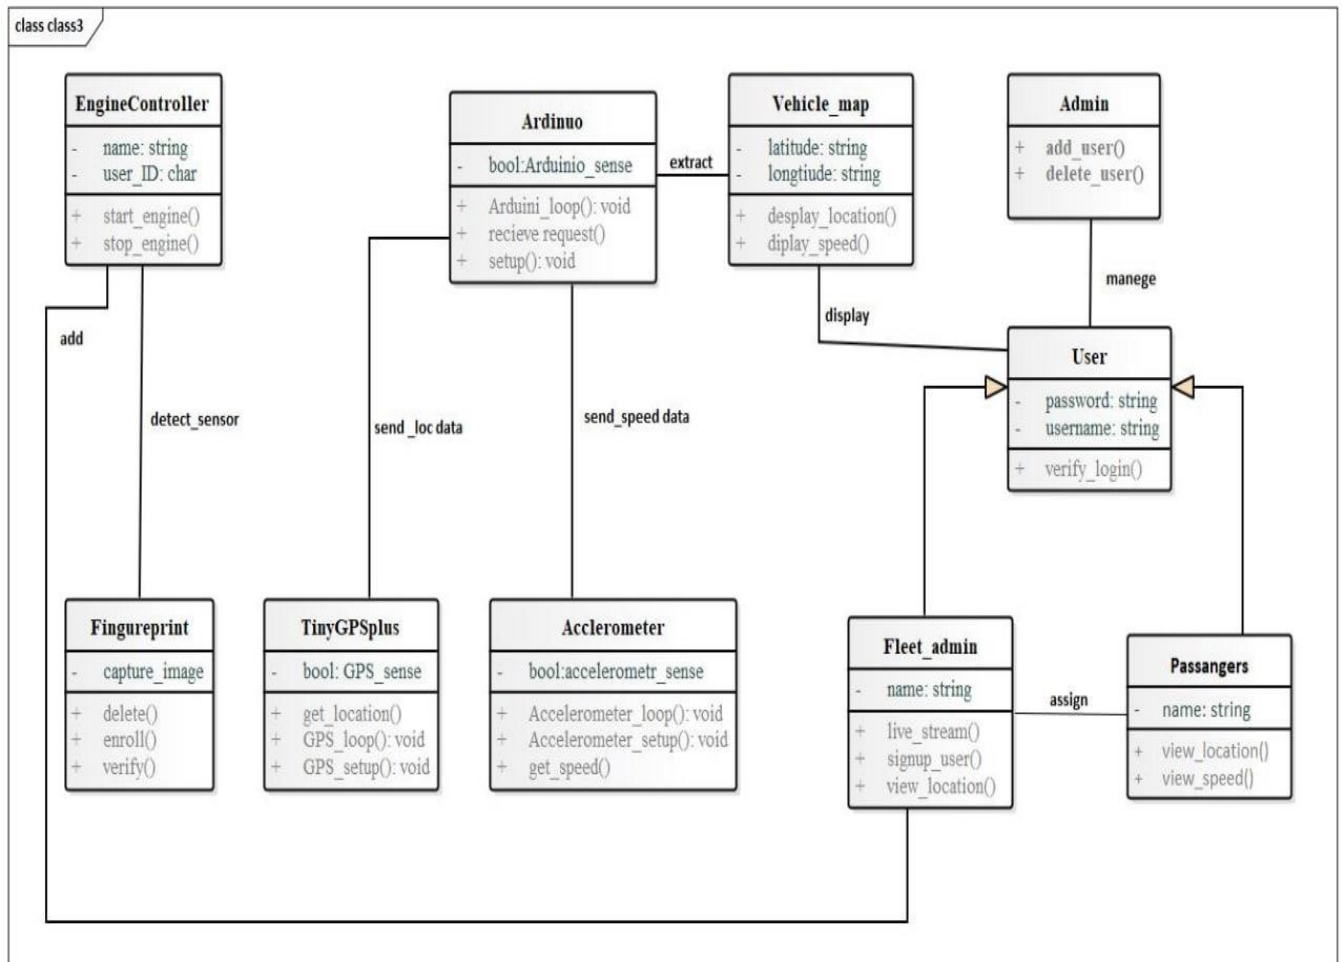 class class3
EngineController
- name: string
- user_ID: char
+ start_engine()
+ stop_engine()
Ardinuo
- bool:Arduinio_sense
+ Arduini_loop(): void
+ recieve request()
+ setup(): void
extract
Vehicle_map
- latitude: string
- longtiude: string
+ desplay_location()
+ diplay_speed()
Admin
+ add_user()
+ delete_user()
manege
display
add
detect_sensor
send _loc data
send_speed data
User
- password: string
- username: string
+ verify_login()
Fingureprint
- capture_image
+ delete()
+ enroll()
+ verify()
TinyGPSplus
- bool: GPS_sense
+ get_location()
+ GPS_loop(): void
+ GPS_setup(): void
Acclerometer
- bool:accelerometr_sense
+ Accelerometer_loop(): void
+ Accelerometer_setup(): void
+ get_speed()
Fleet_admin
- name: string
+ live_stream()
+ signup_user()
+ view_location()
assign
Passangers
- name: string
+ view_location()
+ view_speed()